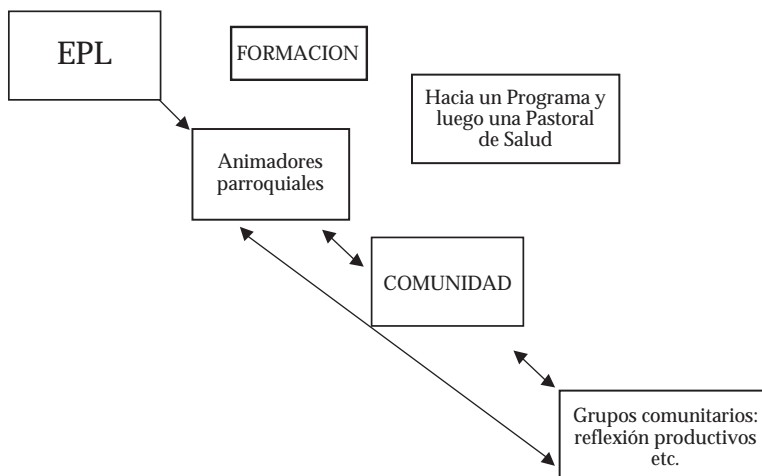 EPL
FORMACION
Hacia un Programa y
luego una Pastoral
de Salud
Animadores
parroquiales
COMUNIDAD
Grupos comunitarios:
reflexión productivos
etc.